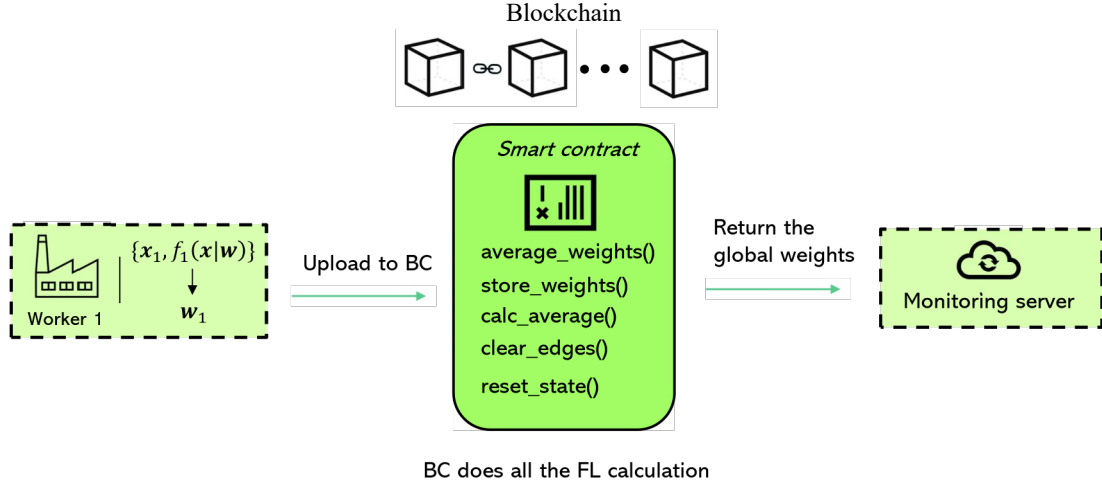 Blockchain
Smart contract
average_weights()
store_weights()
calc_average()
clear_edges()
reset_state()
{𝒙₁, 𝑓₁(𝒙|𝒘)}
𝒘₁
Worker 1
Upload to BC
Return the
global weights
Monitoring server
BC does all the FL calculation